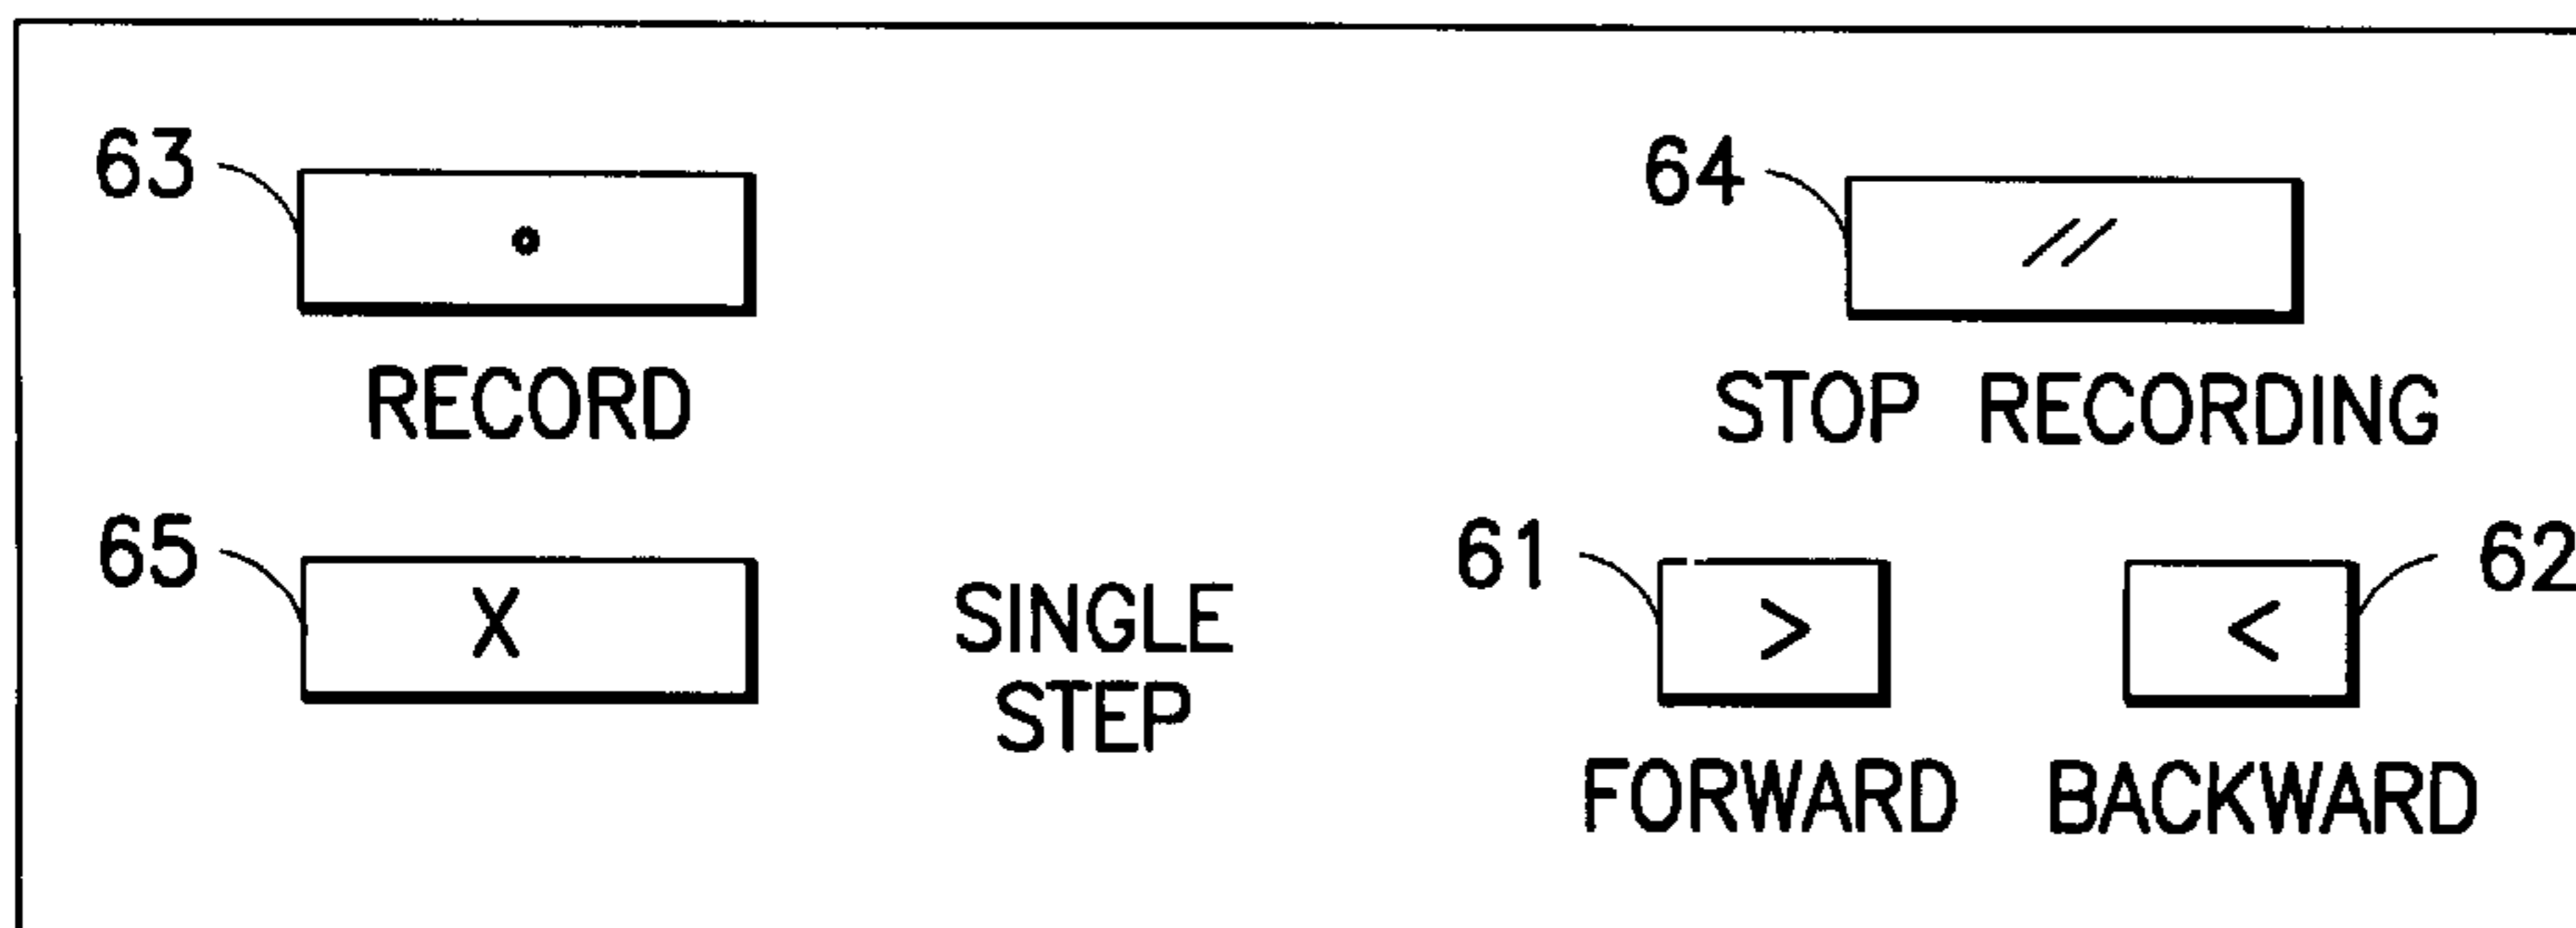 63
64
//
RECORD
STOP RECORDING
65
X
SINGLE
STEP
61
>
<
62
FORWARD
BACKWARD